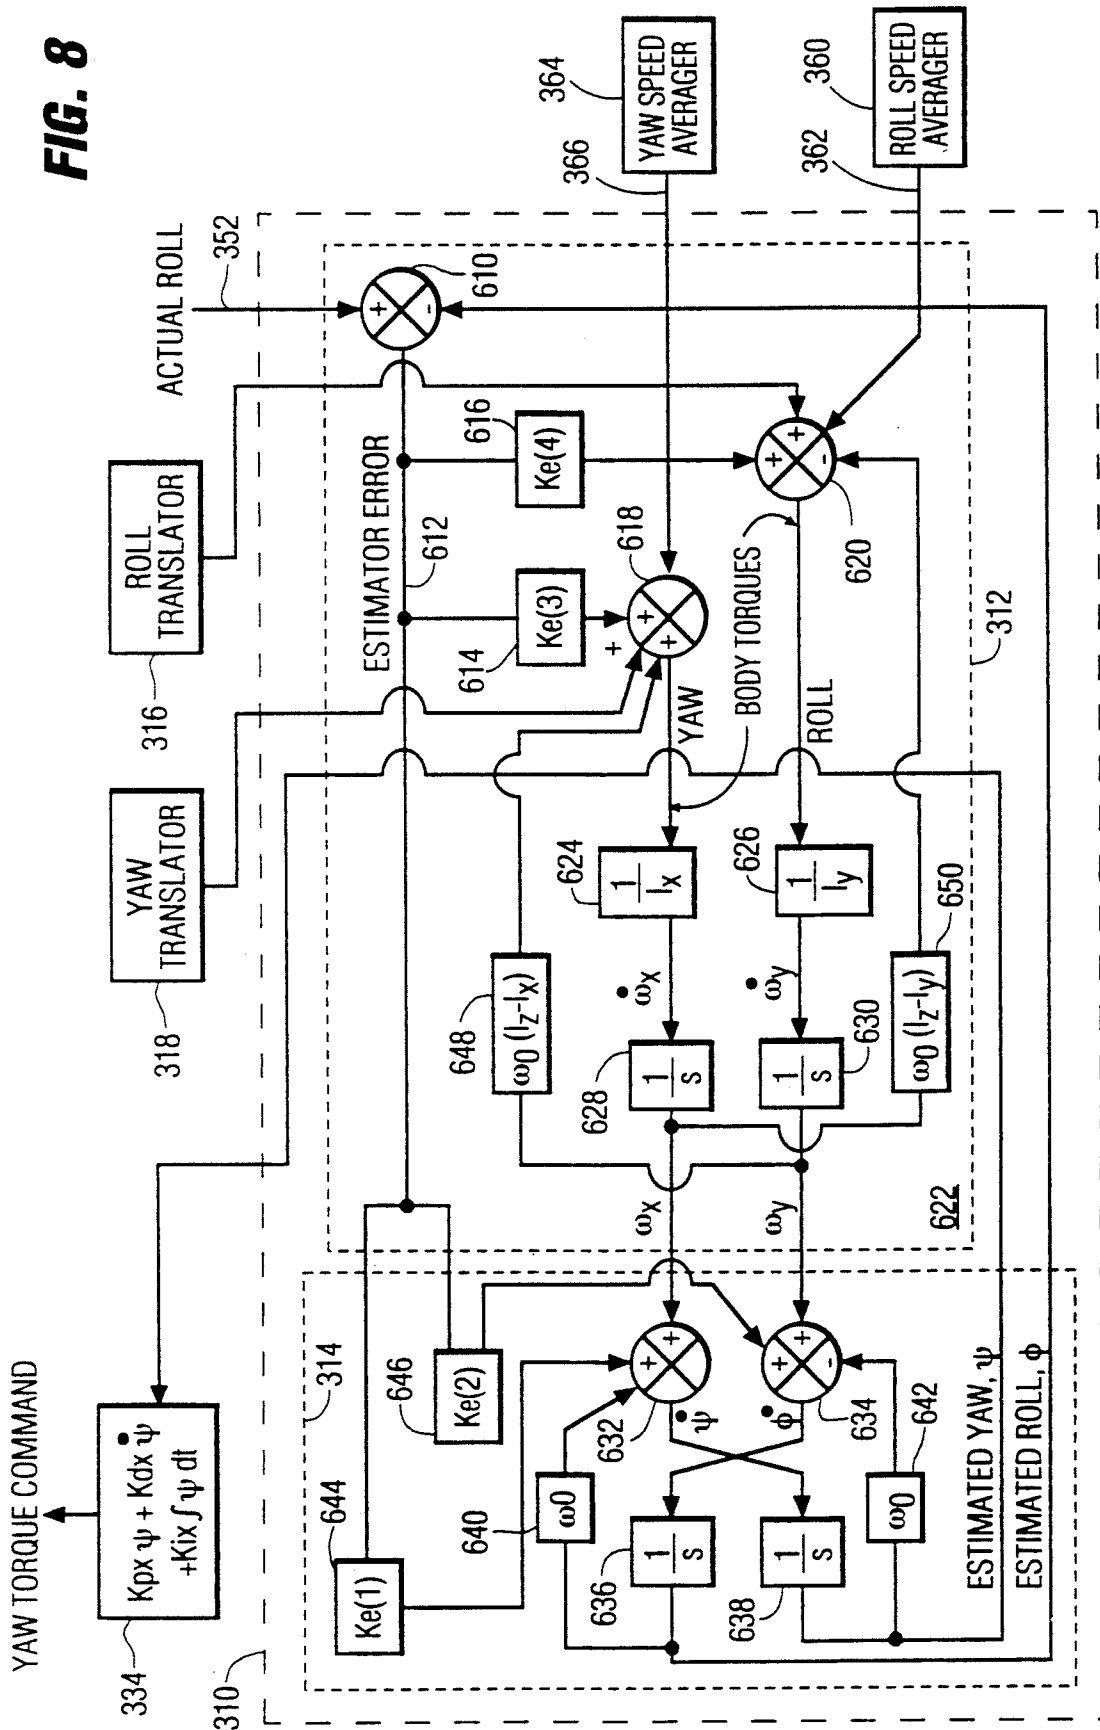 FIG. 8
YAW TORQUE COMMAND
334
Kpx ψ + Kdx ψ̇
+Kix ∫ ψ dt
318
YAW
TRANSLATOR
316
ROLL
TRANSLATOR
ACTUAL ROLL
352
310
314
644
Ke(1)
646
Ke(2)
ESTIMATOR ERROR
612
+
-
610
614
Ke(3)
616
Ke(4)
366
364
YAW SPEED
AVERAGER
640
ω0
632
+
+
648
ω0 (Iz-Ix)
+
+
+
618
636
1
s
ψ̇
ωx
628
1
s
ω̇x
624
1
Ix
YAW
BODY TORQUES
638
1
s
ϕ̇
+
+
-
634
ωy
1
s
630
ω̇y
626
1
Iy
ROLL
+
+
-
620
362
360
ROLL SPEED
AVERAGER
642
ω0
622
650
ω0 (Iz-Iy)
312
ESTIMATED YAW, ψ
ESTIMATED ROLL, ϕ